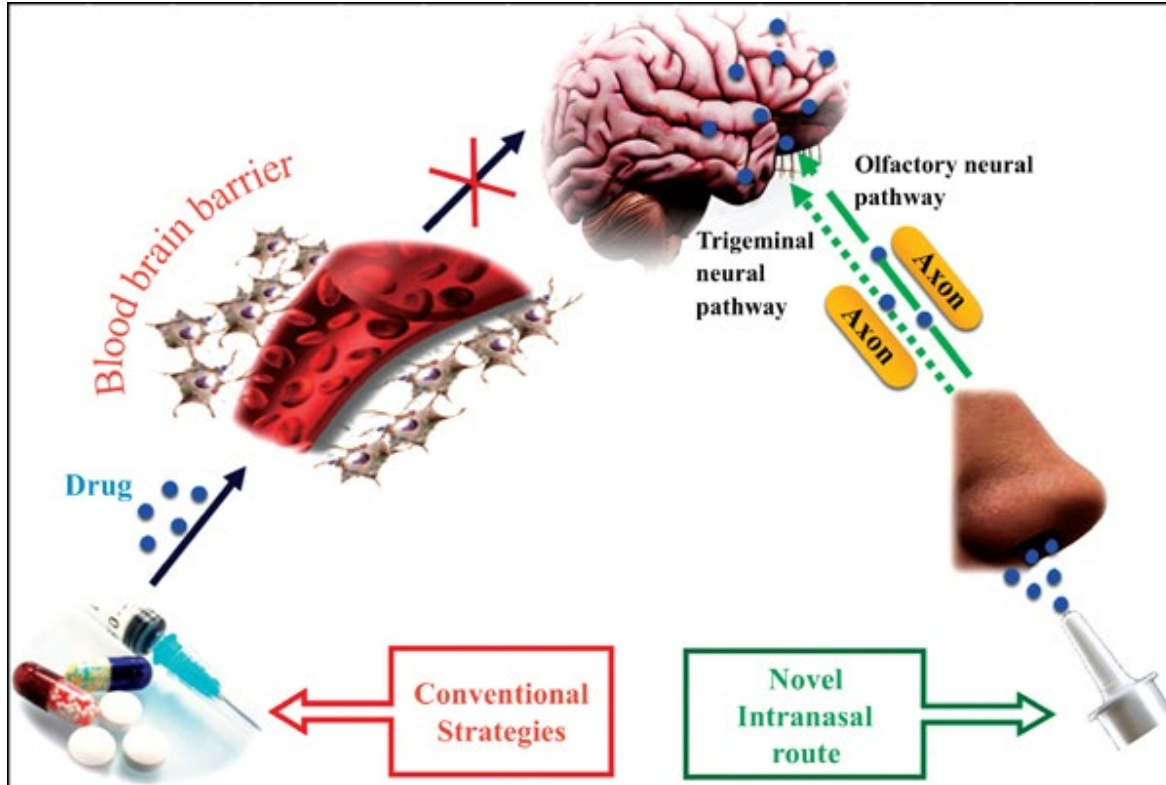 Blood brain barrier
Olfactory neural
pathway
Trigeminal
neural
pathway
Axon
Axon
Drug
Conventional
Strategies
Novel
Intranasal
route